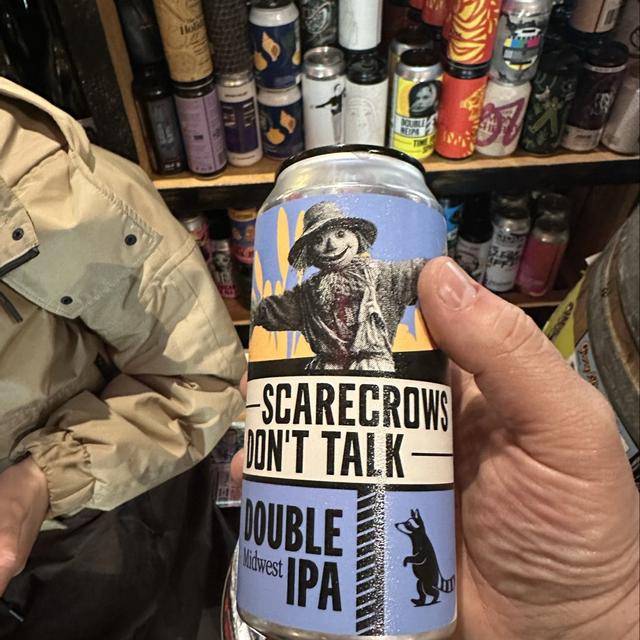 SCARECROWS
DON'T TALK
DOUBLE
Midwest
IPA
DOUBLE
NEIPA